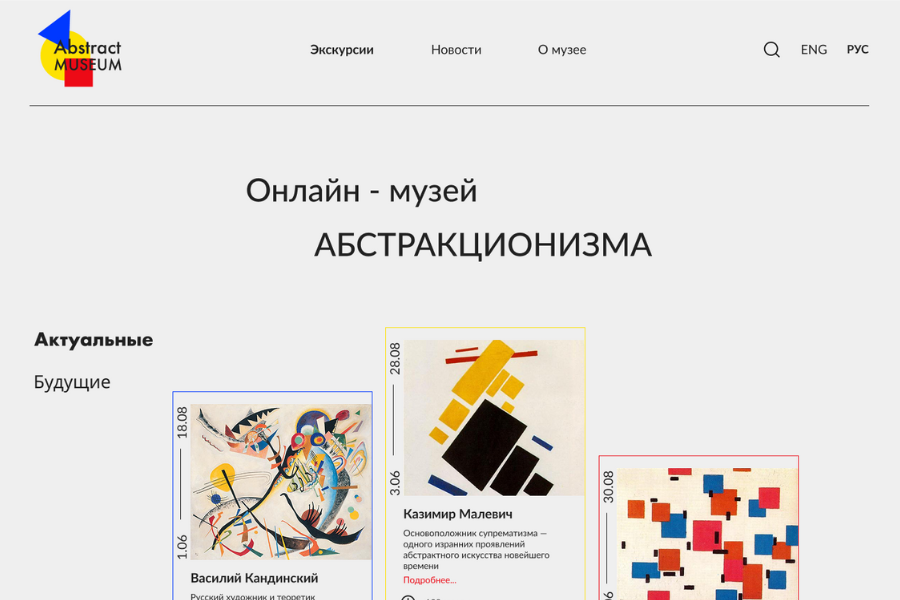 Abstract
MUSEUM
Экскурсии
Новости
О музее
ENG
РУС
Онлайн - музей
АБСТРАКЦИОНИЗМА
Актуальные
Будущие
18.08
1.06
Василий Кандинский
Русский художник и теоретик
28.08
3.06
Казимир Малевич
Основоположник супрематизма —
одного изранних проявлений
абстрактного искусства новейшего
времени
Подробнее...
30.08